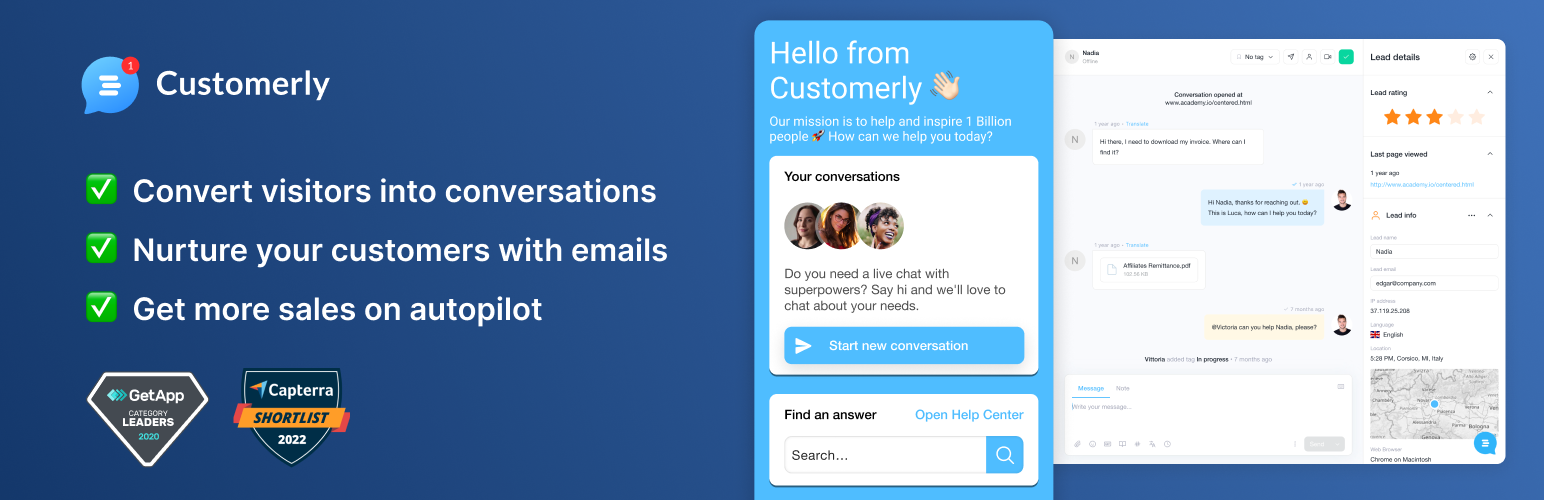 1
Customerly
Convert visitors into conversations
Nurture your customers with emails
Get more sales on autopilot
GetApp
CATEGORY
LEADERS
2020
Capterra
SHORTLIST
2022
Hello from
Customerly 👋🏻
Our mission is to help and inspire 1 Billion
people 🚀 How can we help you today?
Your conversations
Do you need a live chat with
superpowers? Say hi and we'll love to
chat about your needs.
Start new conversation
Find an answer
Open Help Center
Search...
N
Nadia
Offline
No tag
Conversation opened at
www.academy.io/centered.html
1 year ago • Translate
N
Hi there, I need to download my invoice. Where can I
find it?
1 year ago
Hi Nadia, thanks for reaching out. 😀
This is Luca, how can I help you today?
1 year ago • Translate
N
Affiliates Remittance.pdf
192.56 KB
7 months ago
@Victoria can you help Nadia, please?
Vittoria added tag In progress • 7 months ago
Message
Note
Write your message...
Send
Lead details
Lead rating
Last page viewed
1 year ago
http://www.academy.io/centered.html
Lead info
Lead name
Nadia
Lead email
edgar@company.com
IP address
37.119.25.208
Language
English
Location
5:28 PM, Corsico, MI, Italy
Piacenza
Alessandria
Parma
Bologna
Genova
Web Browser
Chrome on Macintosh